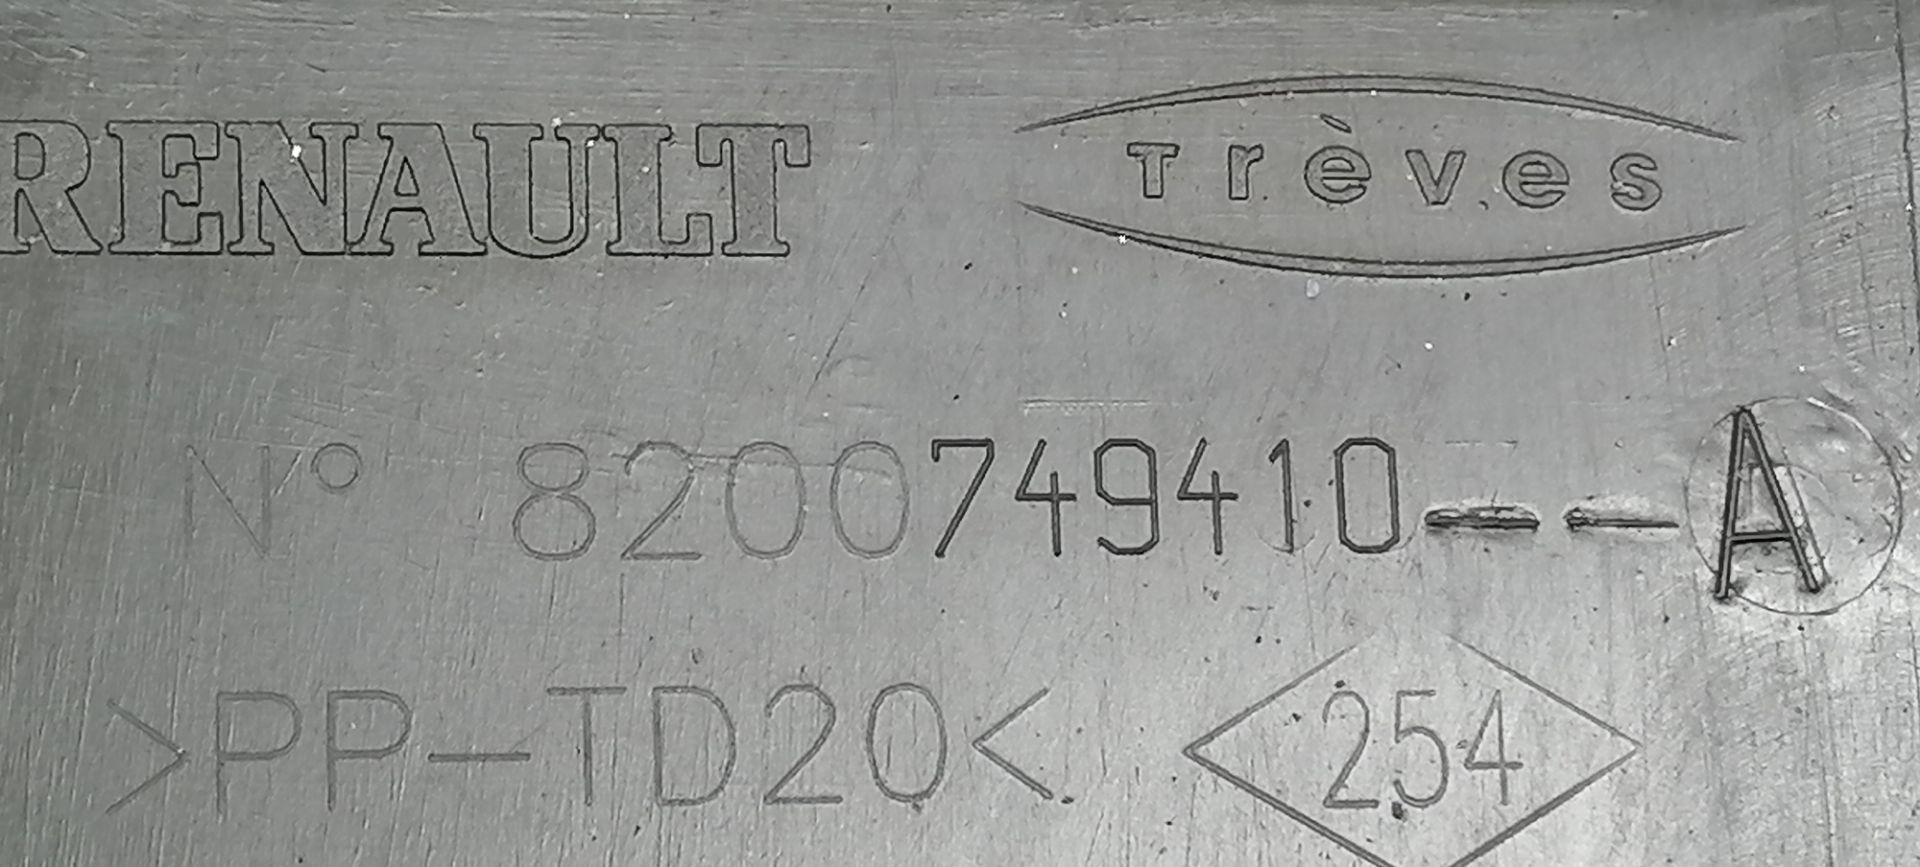 RENAULT Trèves
N° 8200749410--A
>PP-TD20< 254